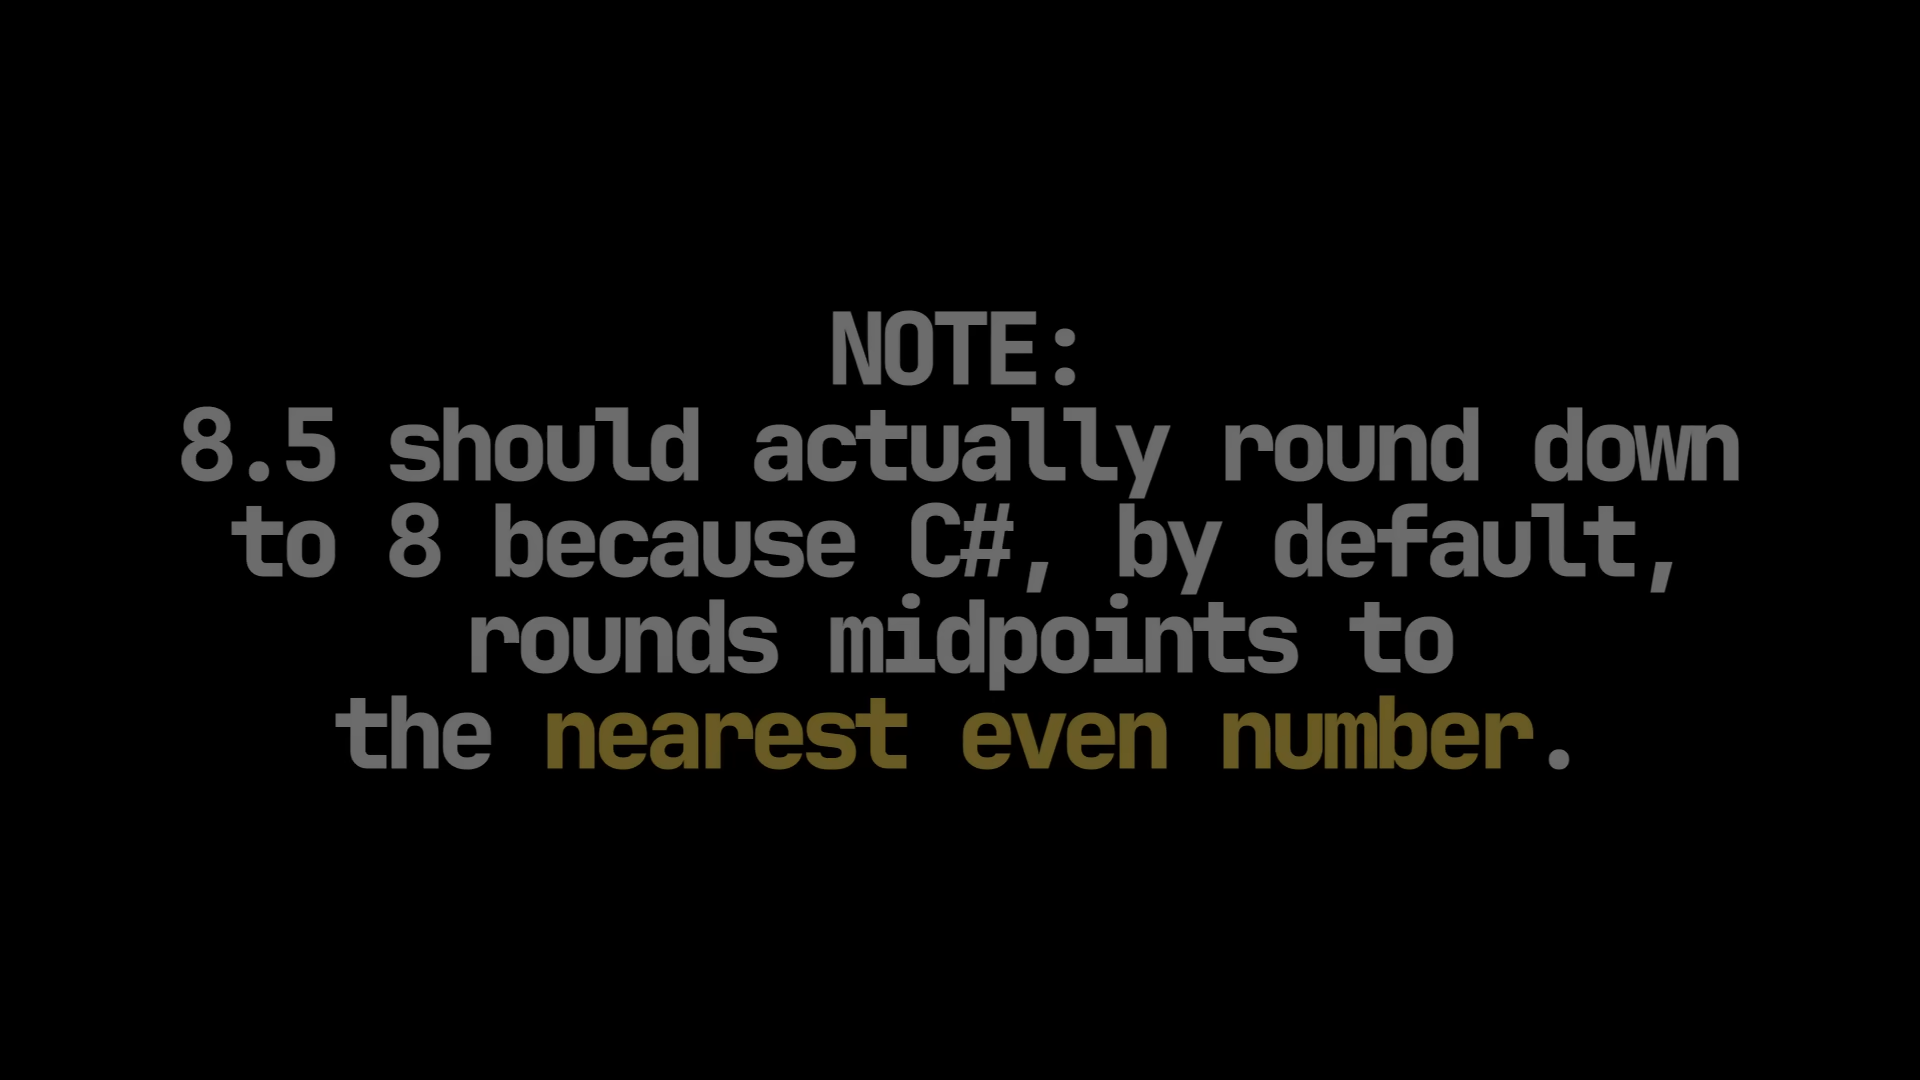 NOTE:
8.5 should actually round down
to 8 because C#, by default,
rounds midpoints to
the nearest even number.